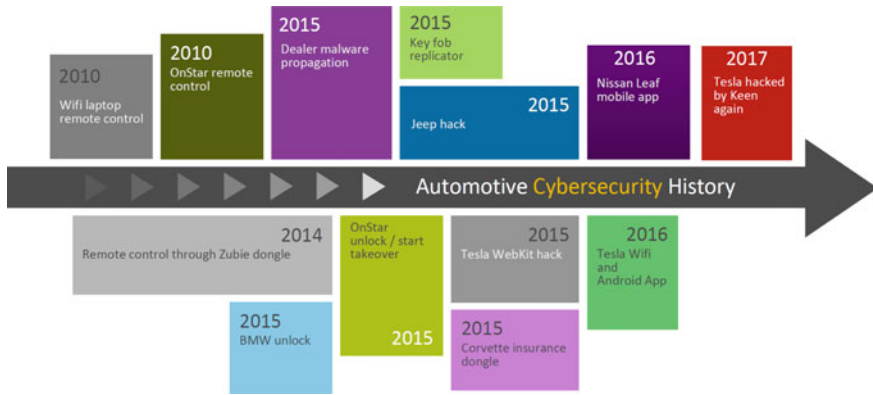 2010
Wifi laptop
remote control
2010
OnStar remote
control
2015
Dealer malware
propagation
2015
Key fob
replicator
2015
Jeep hack
2016
Nissan Leaf
mobile app
2017
Tesla hacked
by Keen
again
Automotive Cybersecurity History
2014
Remote control through Zubie dongle
2015
BMW unlock
OnStar
unlock / start
takeover
2015
2015
Tesla WebKit hack
2015
Corvette insurance
dongle
2016
Tesla Wifi
and
Android App